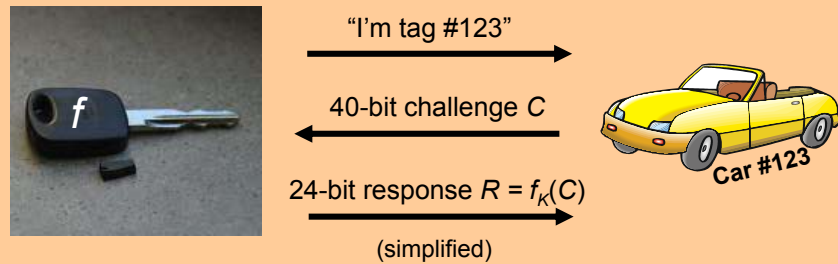 “I’m tag #123”
f
40-bit challenge C
Car #123
24-bit response R = fK(C)
(simplified)